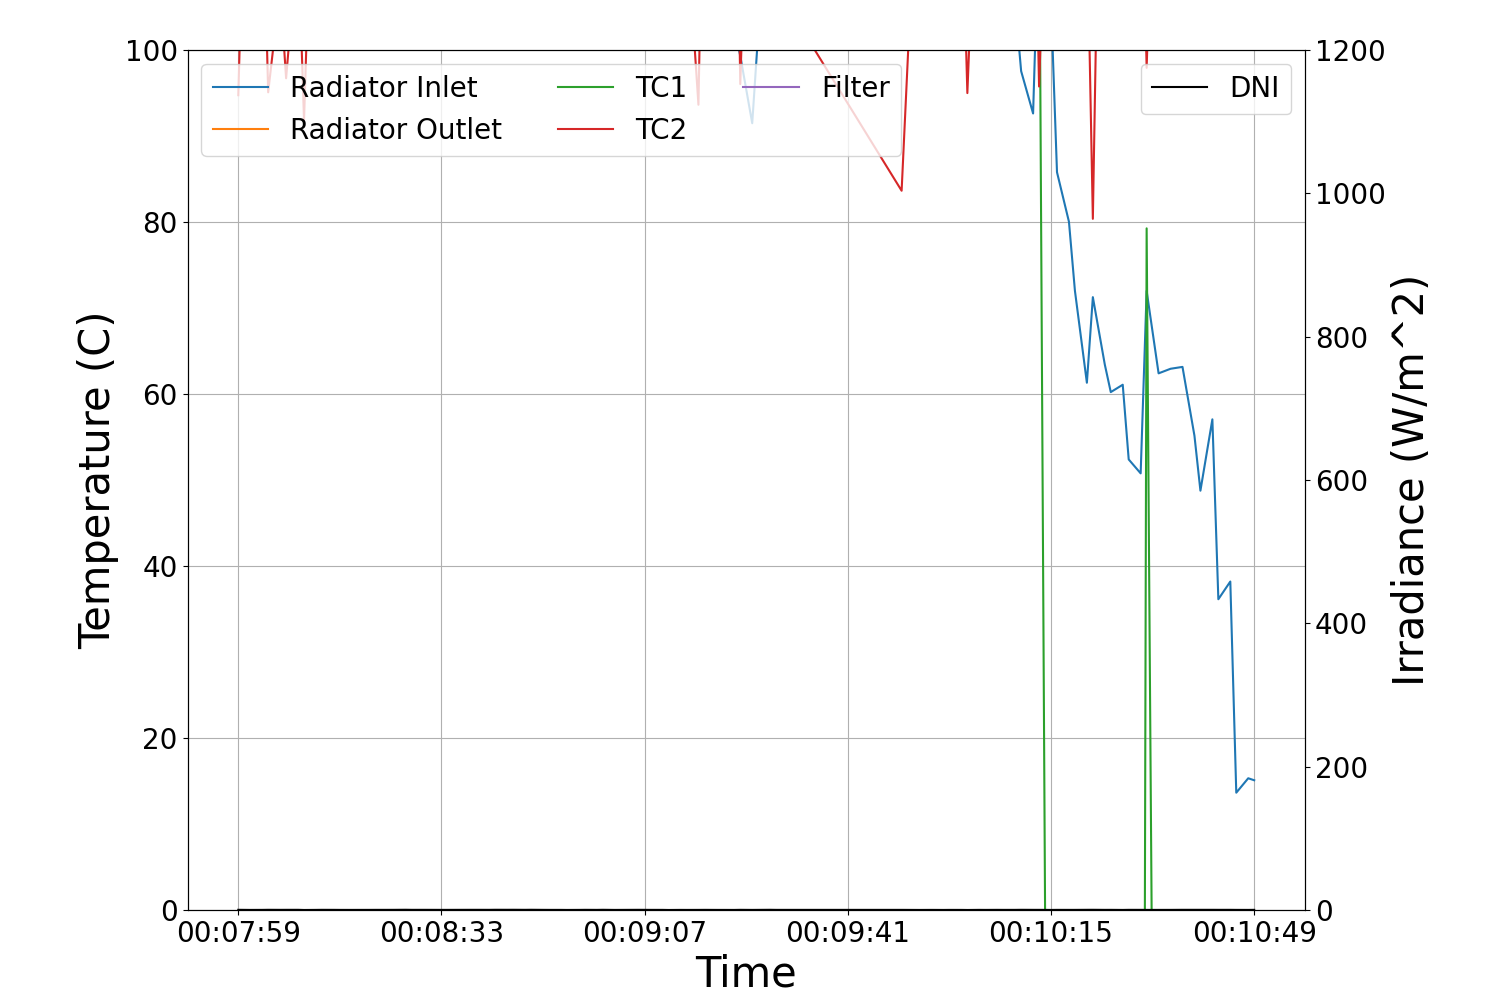 100
80
60
40
20
0
Temperature (C)
Radiator Inlet
Radiator Outlet
TC1
TC2
Filter
DNI
1200
1000
800
600
400
200
0
Irradiance (W/m^2)
00:07:59 00:08:33 00:09:07 00:09:41 00:10:15 00:10:49
Time